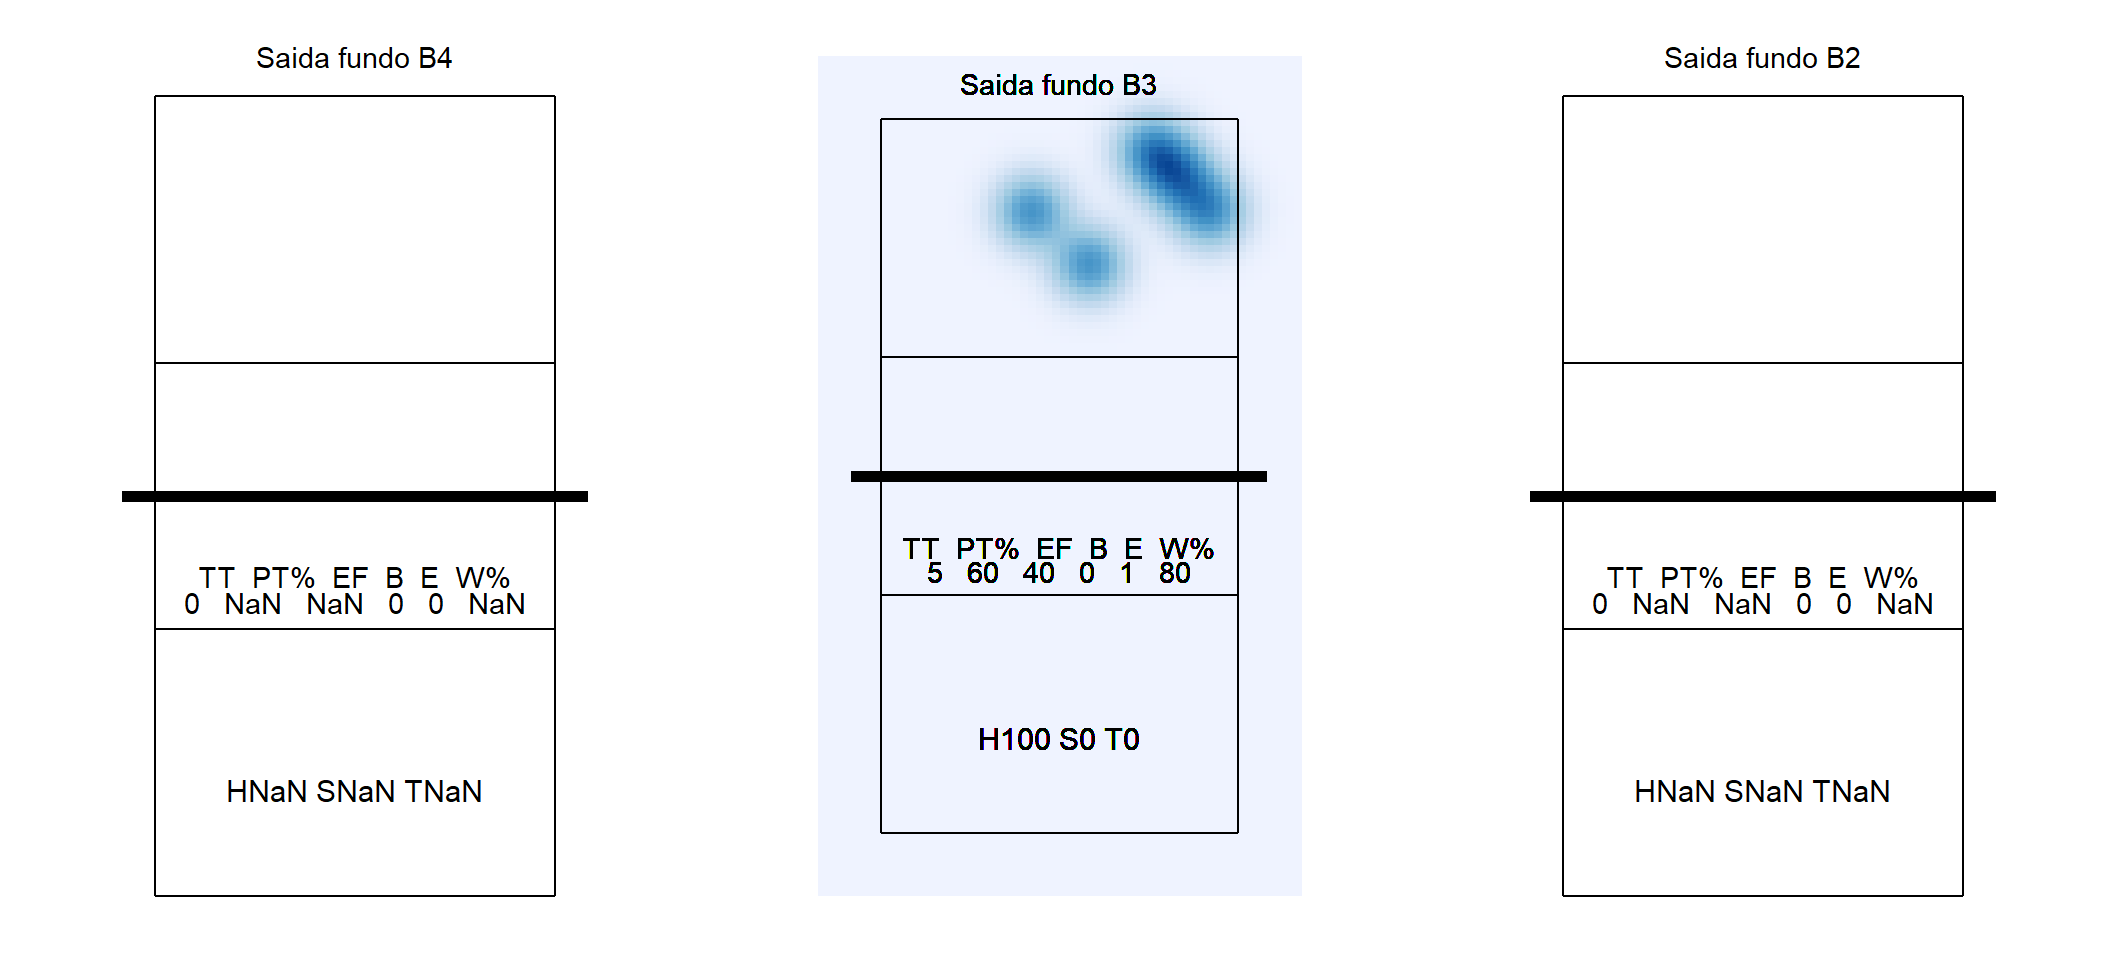 Saida fundo B4
TT PT% EF B E W%
0 NaN NaN 0 0 NaN
HNaN SNaN TNaN
Saida fundo B3
TT PT% EF B E W%
5 60 40 0 1 80
H100 S0 T0
Saida fundo B2
TT PT% EF B E W%
0 NaN NaN 0 0 NaN
HNaN SNaN TNaN